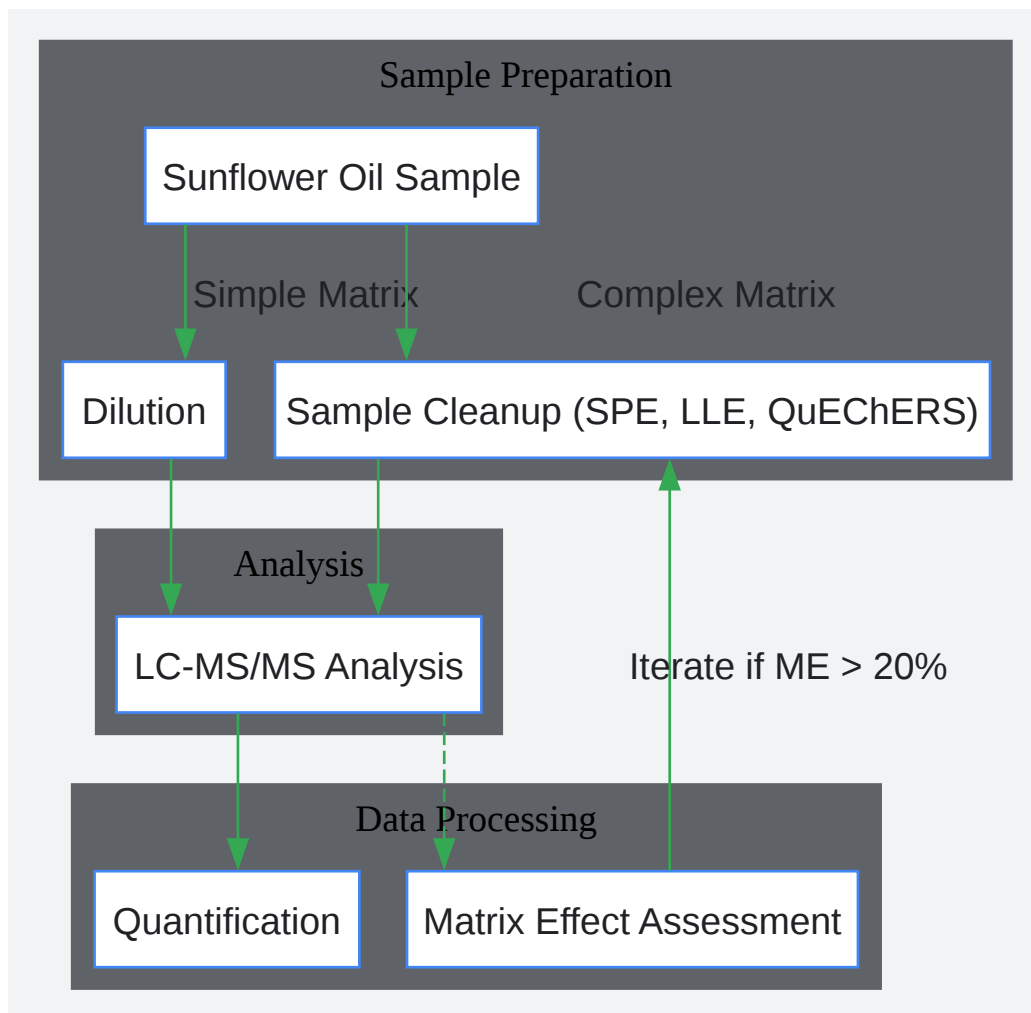 Sample Preparation
Sunflower Oil Sample
Simple Matrix
Complex Matrix
Dilution
Sample Cleanup (SPE, LLE, QuEChERS)
Analysis
LC-MS/MS Analysis
Iterate if ME > 20%
Data Processing
Quantification
Matrix Effect Assessment